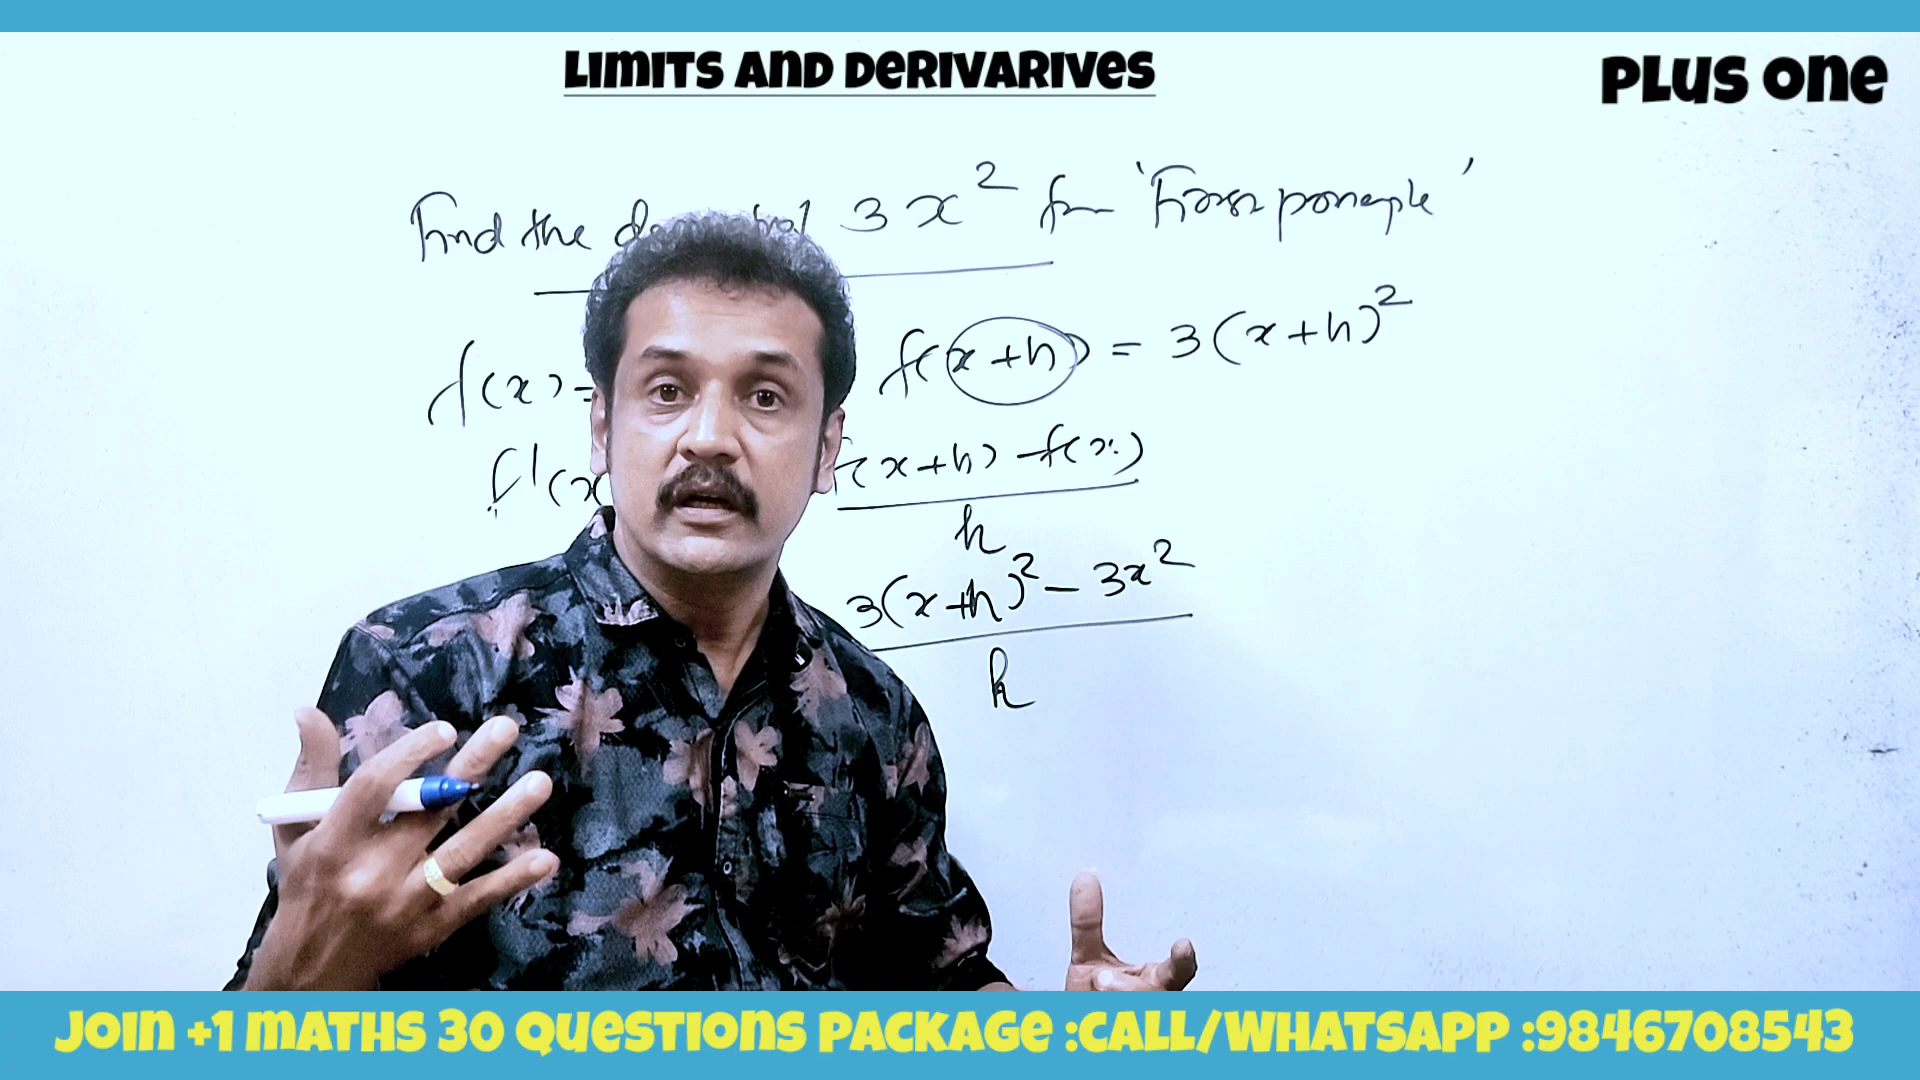 LIMITS AND DERIVARIVES
PLUS ONE
Find the 3x² from 'First principle'
f(x)= f(x+h) = 3(x+h)²
f'(x (x+h) -f(x)
h
3(x+h)² - 3x²
h
JOIN +1 MATHS 30 QUESTIONS PACKAGE :CALL/WHATSAPP :9846708543